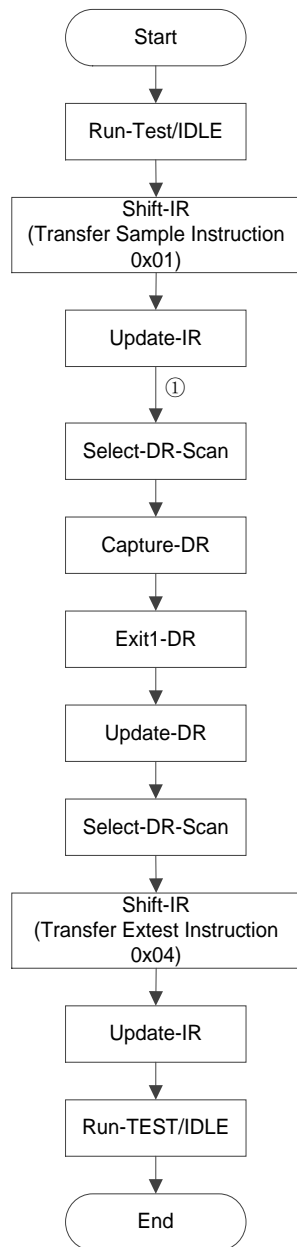 Start
Run-Test/IDLE
Shift-IR
(Transfer Sample Instruction
0x01)
Update-IR
①
Select-DR-Scan
Capture-DR
Exit1-DR
Update-DR
Select-DR-Scan
Shift-IR
(Transfer Extest Instruction
0x04)
Update-IR
Run-TEST/IDLE
End